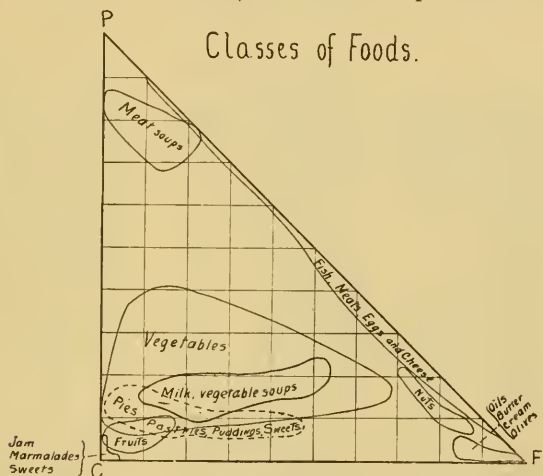 P
Classes of Foods.
Meat soups
Fish, Meats, Eggs and Cheese
Vegetables
Milk, vegetable soups
Nuts
Oils
Butter
Cream
Olives
Pies
Pastries, Puddings, Sweets
Fruits
Jam
Marmalades
Sweets
C
F